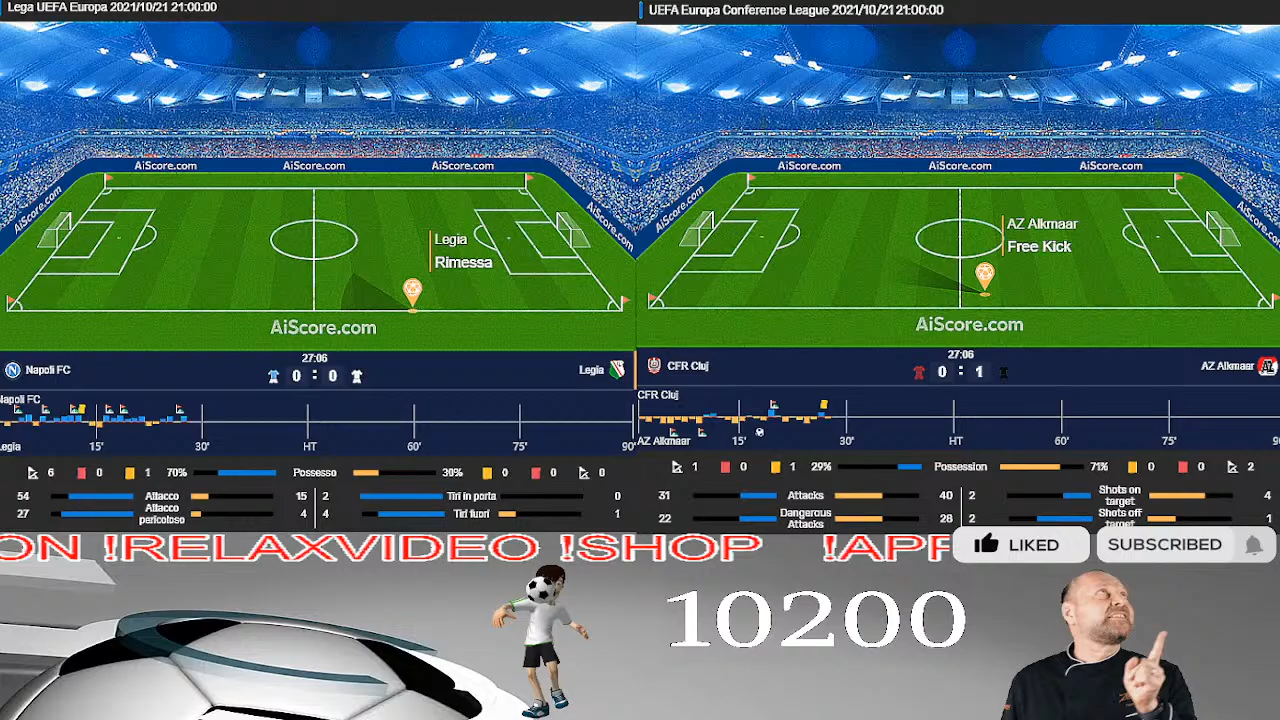 Lega UEFA Europa 2021/10/21 21:00:00
AiScore.com AiScore.com AiScore.com
AiScore.com
AiScore.com
Legia
Rimessa
AiScore.com
Napoli FC
27:06
0 : 0
Legia
Napoli FC
Legia
15' 30' HT 60' 75' 90'
6 0 1 70% Possesso 30% 0 0 0
54 Attacco 15
27 Attacco pericoloso 4
2 Tiri in porta 0
4 Tiri fuori 1
UEFA Europa Conference League 2021/10/21 21:00:00
AiScore.com AiScore.com AiScore.com
AiScore.com
AiScore.com
AZ Alkmaar
Free Kick
AiScore.com
CFR Cluj
27:06
0 : 1
AZ Alkmaar
CFR Cluj
AZ Alkmaar
15' 30' HT 60' 75'
1 0 1 29% Possession 71% 0 0 2
31 Attacks 40
22 Dangerous Attacks 28
2 Shots on target 4
2 Shots off target 1
ON !RELAXVIDEO !SHOP !APP
LIKED
SUBSCRIBED
10200